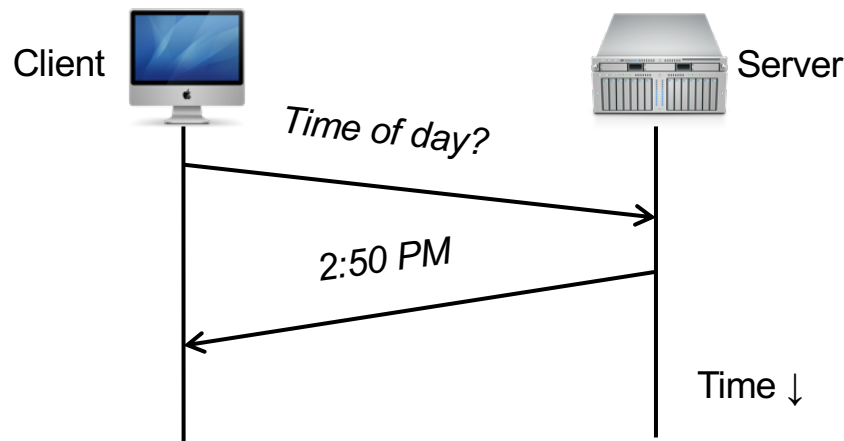 Client
Server
Time of day?
2:50 PM
Time ↓